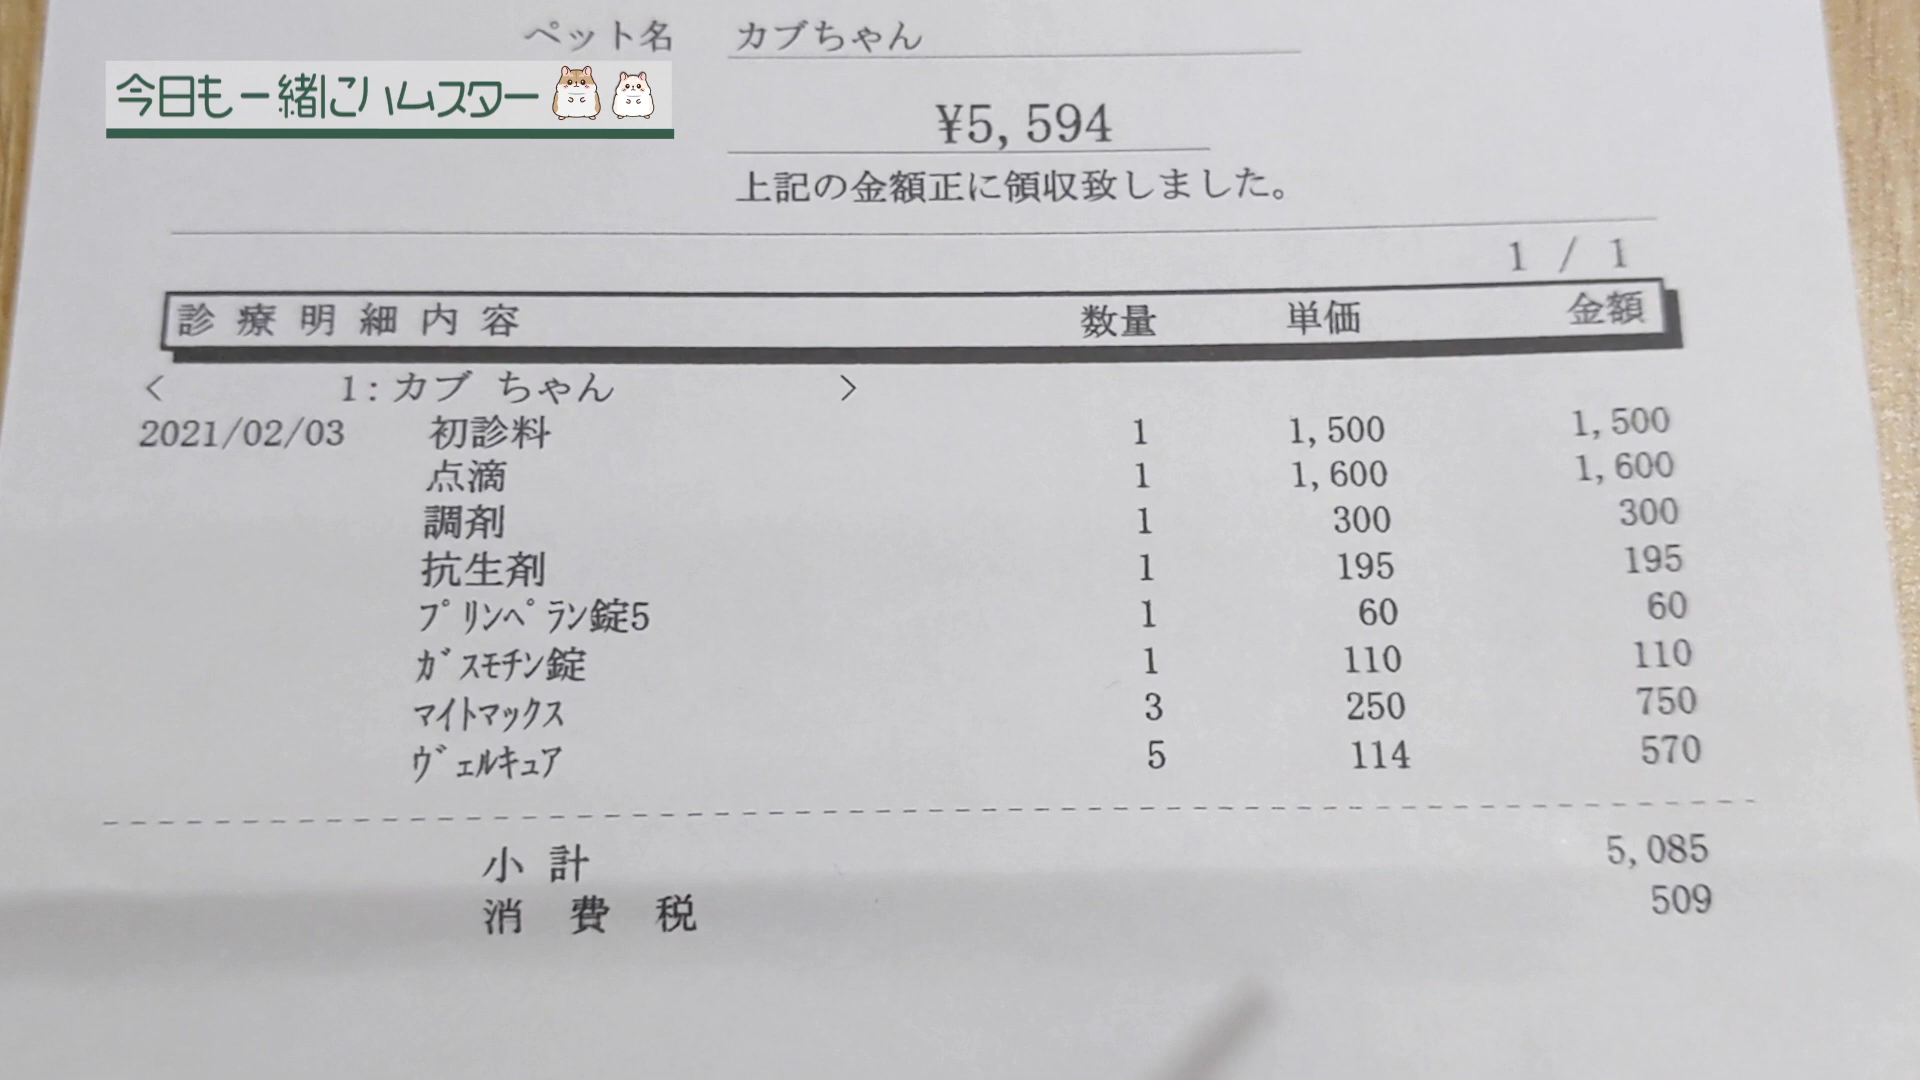 ペット名 カブちゃん
今日も一緒にハムスター
¥5,594
上記の金額正に領収致しました。
1 / 1
診療明細内容 数量 単価 金額
< 1:カブ ちゃん >
2021/02/03 初診料 1 1,500 1,500
点滴 1 1,600 1,600
調剤 1 300 300
抗生剤 1 195 195
プリンペラン錠5 1 60 60
ガスモチン錠 1 110 110
マイトマックス 3 250 750
ヴェルキュア 5 114 570
小計 5,085
消費税 509